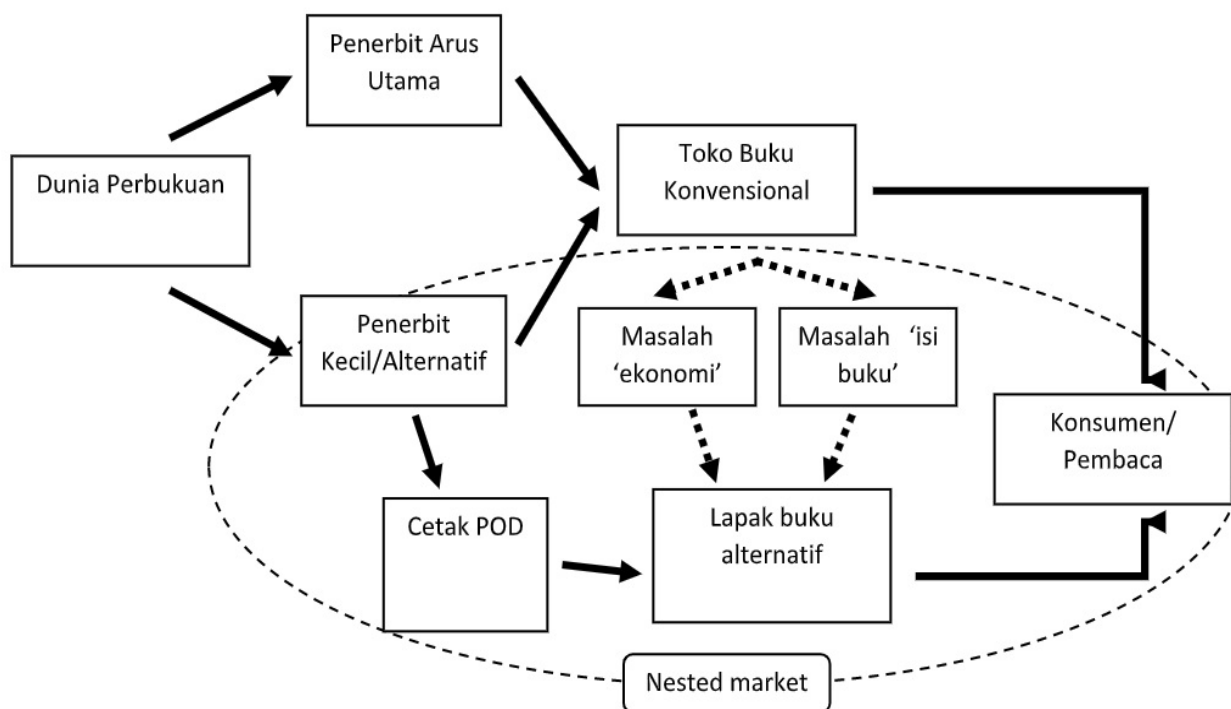 Penerbit Arus
Utama
Dunia Perbukuan
Toko Buku
Konvensional
Penerbit
Kecil/Alternatif
Masalah
‘ekonomi’
Masalah ‘isi
buku’
Konsumen/
Pembaca
Cetak POD
Lapak buku
alternatif
Nested market